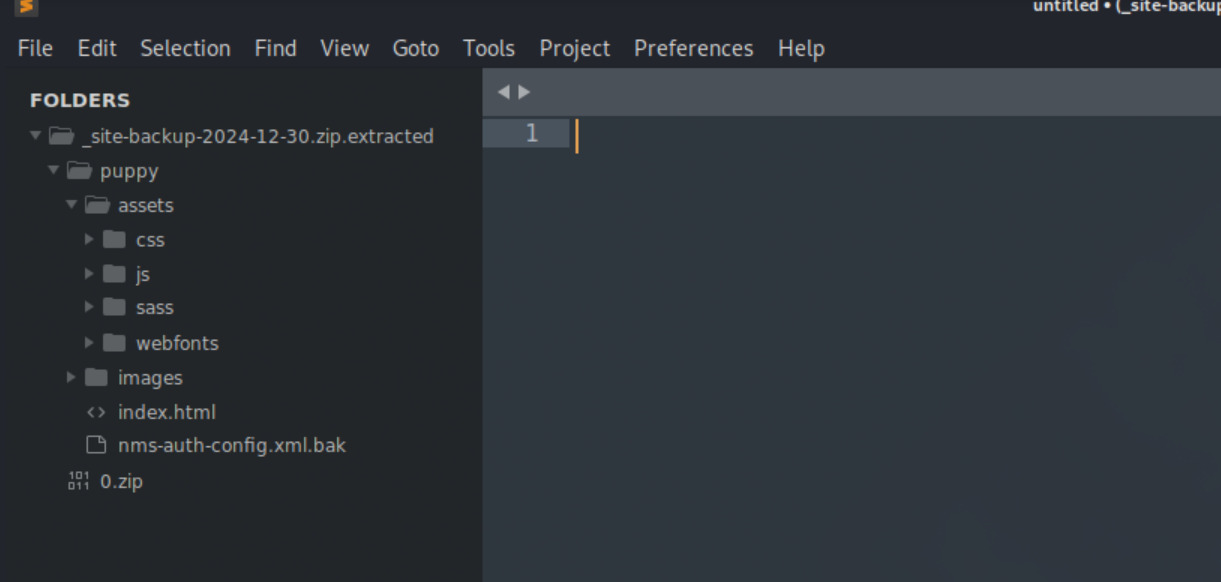 untitled • (_site-backup
File Edit Selection Find View Goto Tools Project Preferences Help
FOLDERS
_site-backup-2024-12-30.zip.extracted
1
puppy
assets
css
js
sass
webfonts
images
<> index.html
nms-auth-config.xml.bak
0.zip